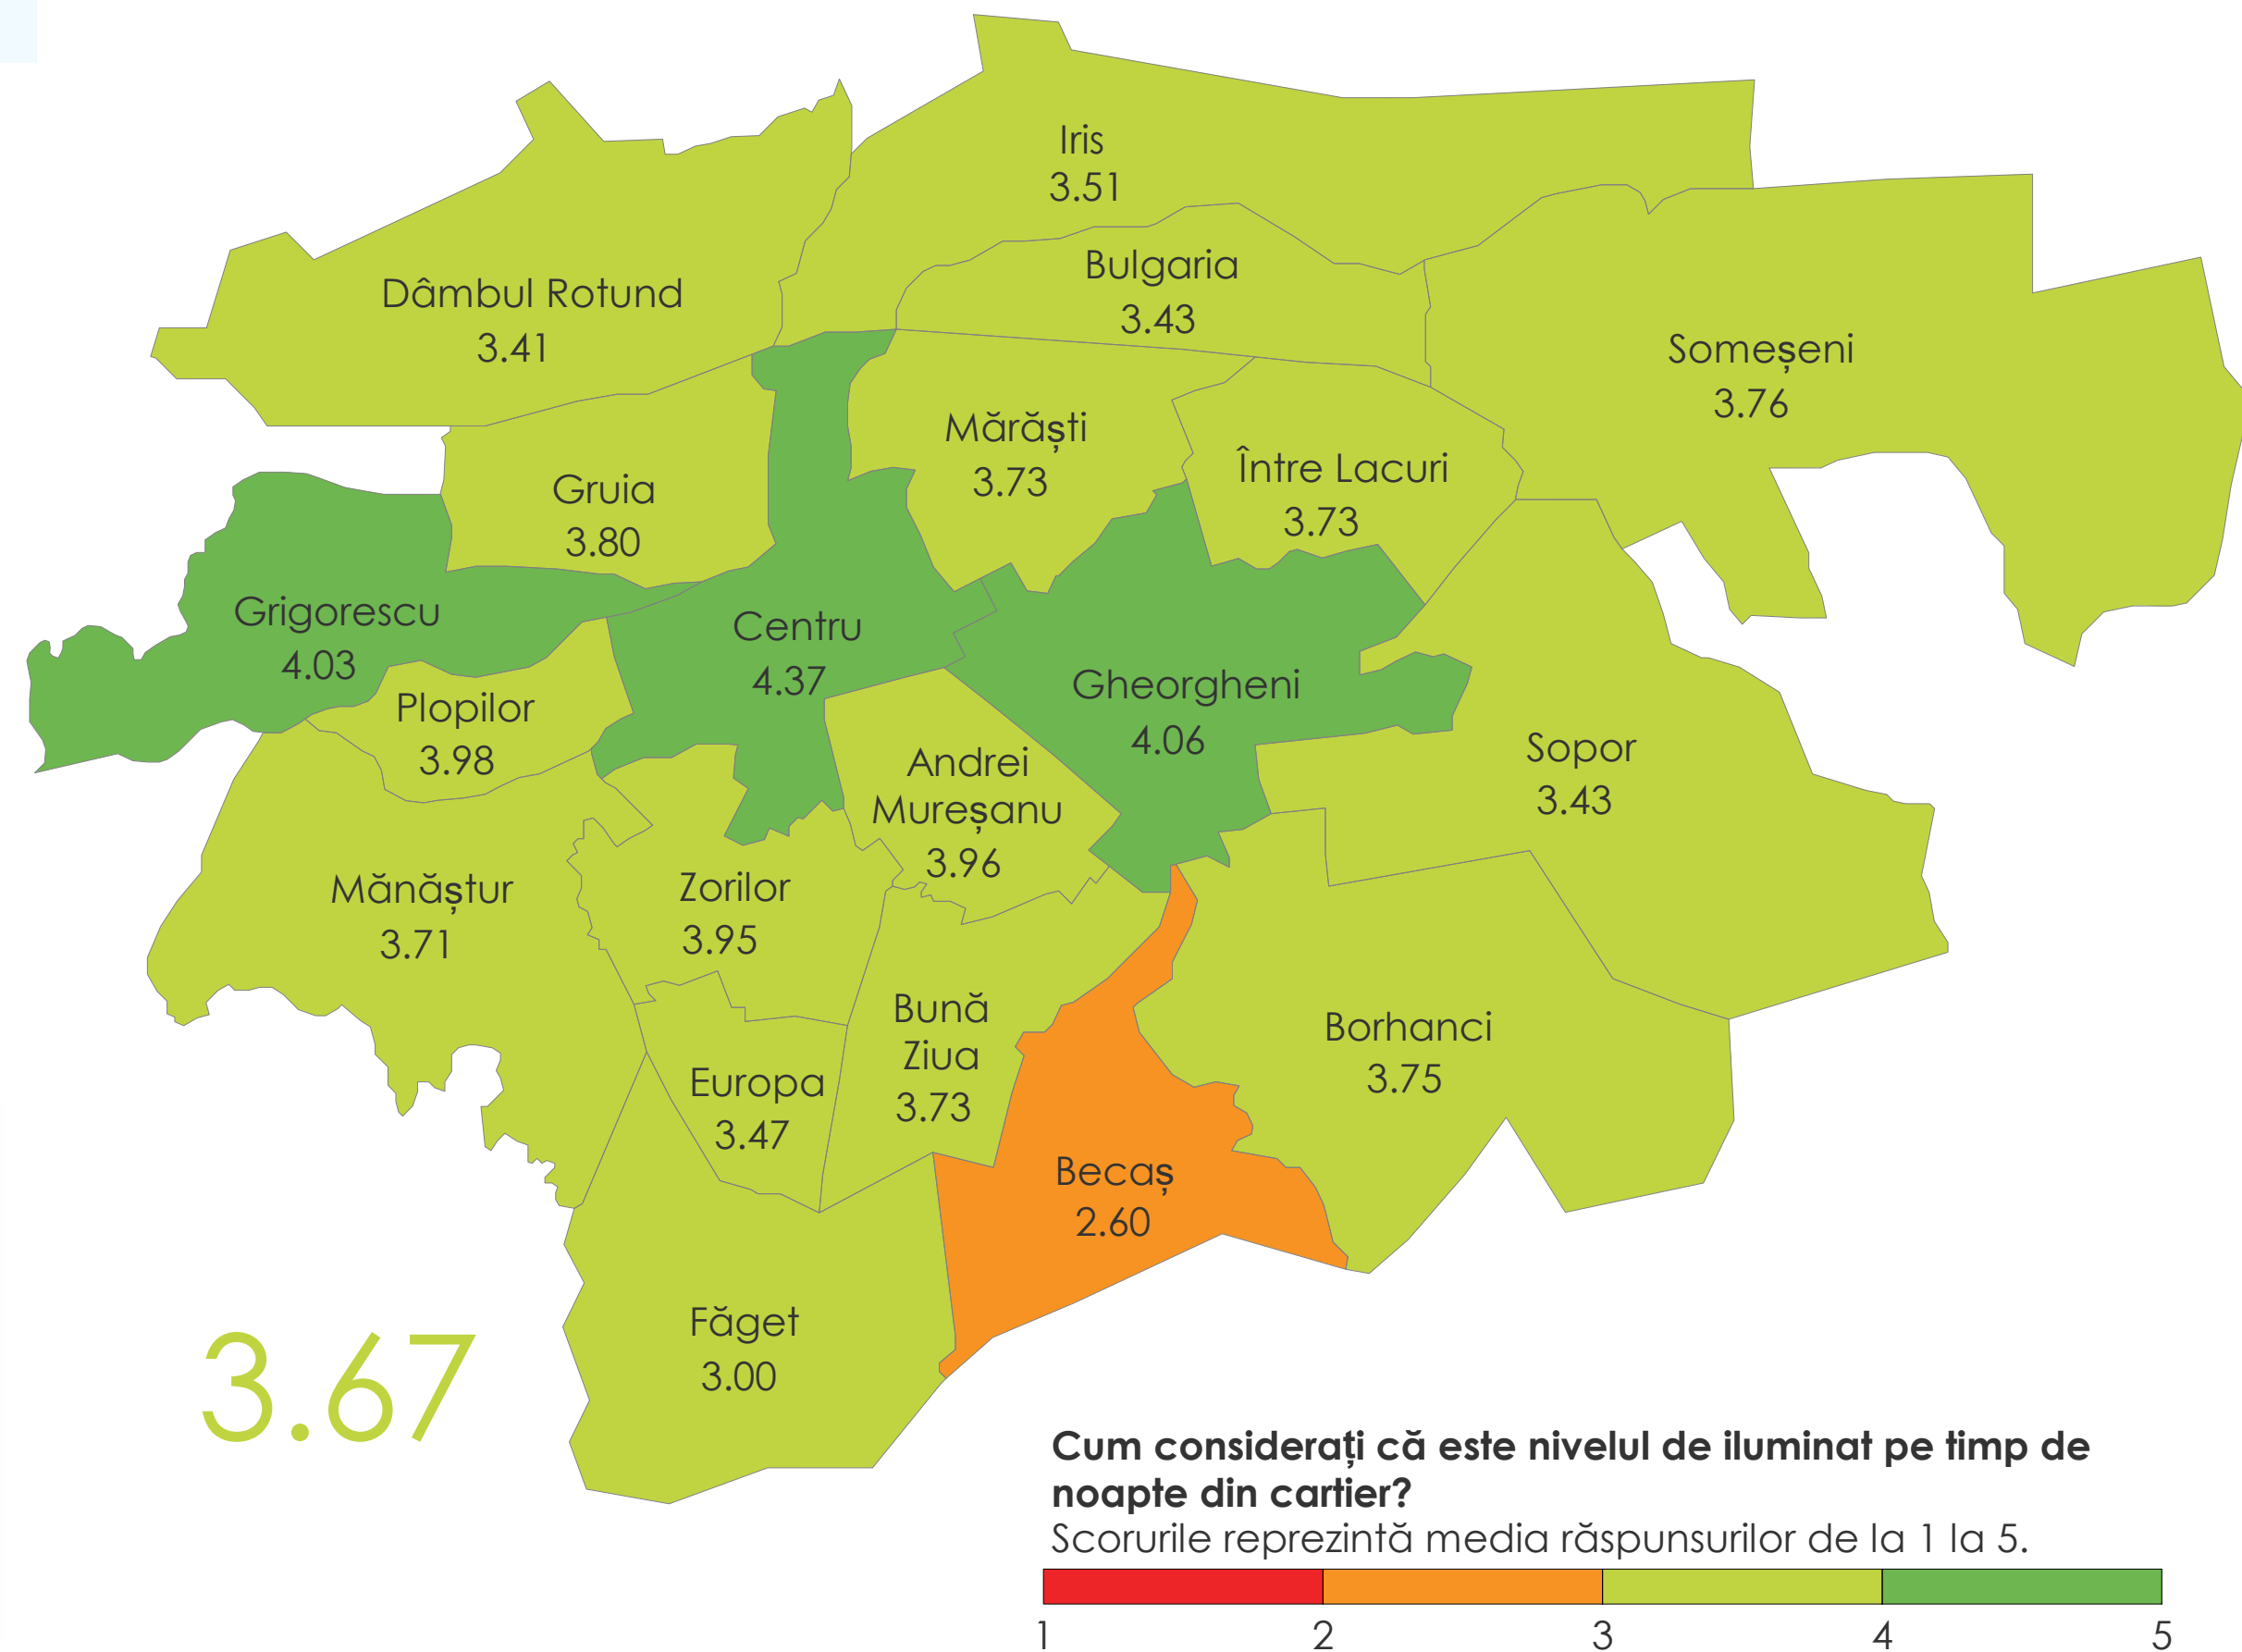 Iris
3.51
Bulgaria
3.43
Dâmbul Rotund
3.41
Someșeni
3.76
Mărăști
3.73
Între Lacuri
3.73
Gruia
3.80
Grigorescu
4.03
Centru
4.37
Gheorgheni
4.06
Plopilor
3.98
Andrei
Mureșanu
3.96
Sopor
3.43
Mănăștur
3.71
Zorilor
3.95
Bună
Ziua
3.73
Borhanci
3.75
Europa
3.47
Becaș
2.60
Făget
3.00
3.67
Cum considerați că este nivelul de iluminat pe timp de
noapte din cartier?
Scorurile reprezintă media răspunsurilor de la 1 la 5.
1 2 3 4 5